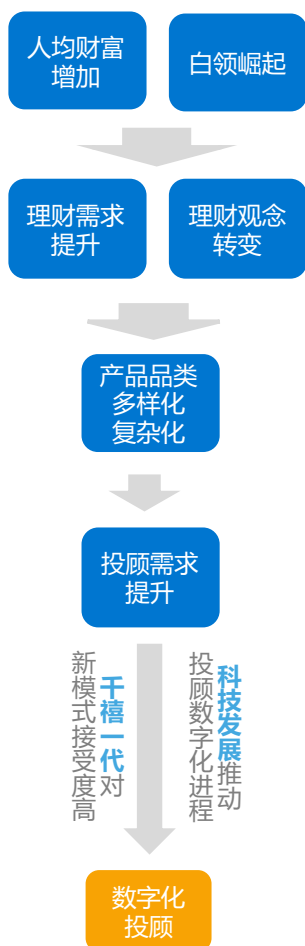 人均财富
增加
白领崛起
理财需求
提升
理财观念
转变
产品品类
多样化
复杂化
投顾需求
提升
千禧一代对
新模式接受度高
科技发展推动
投顾数字化进程
数字化
投顾